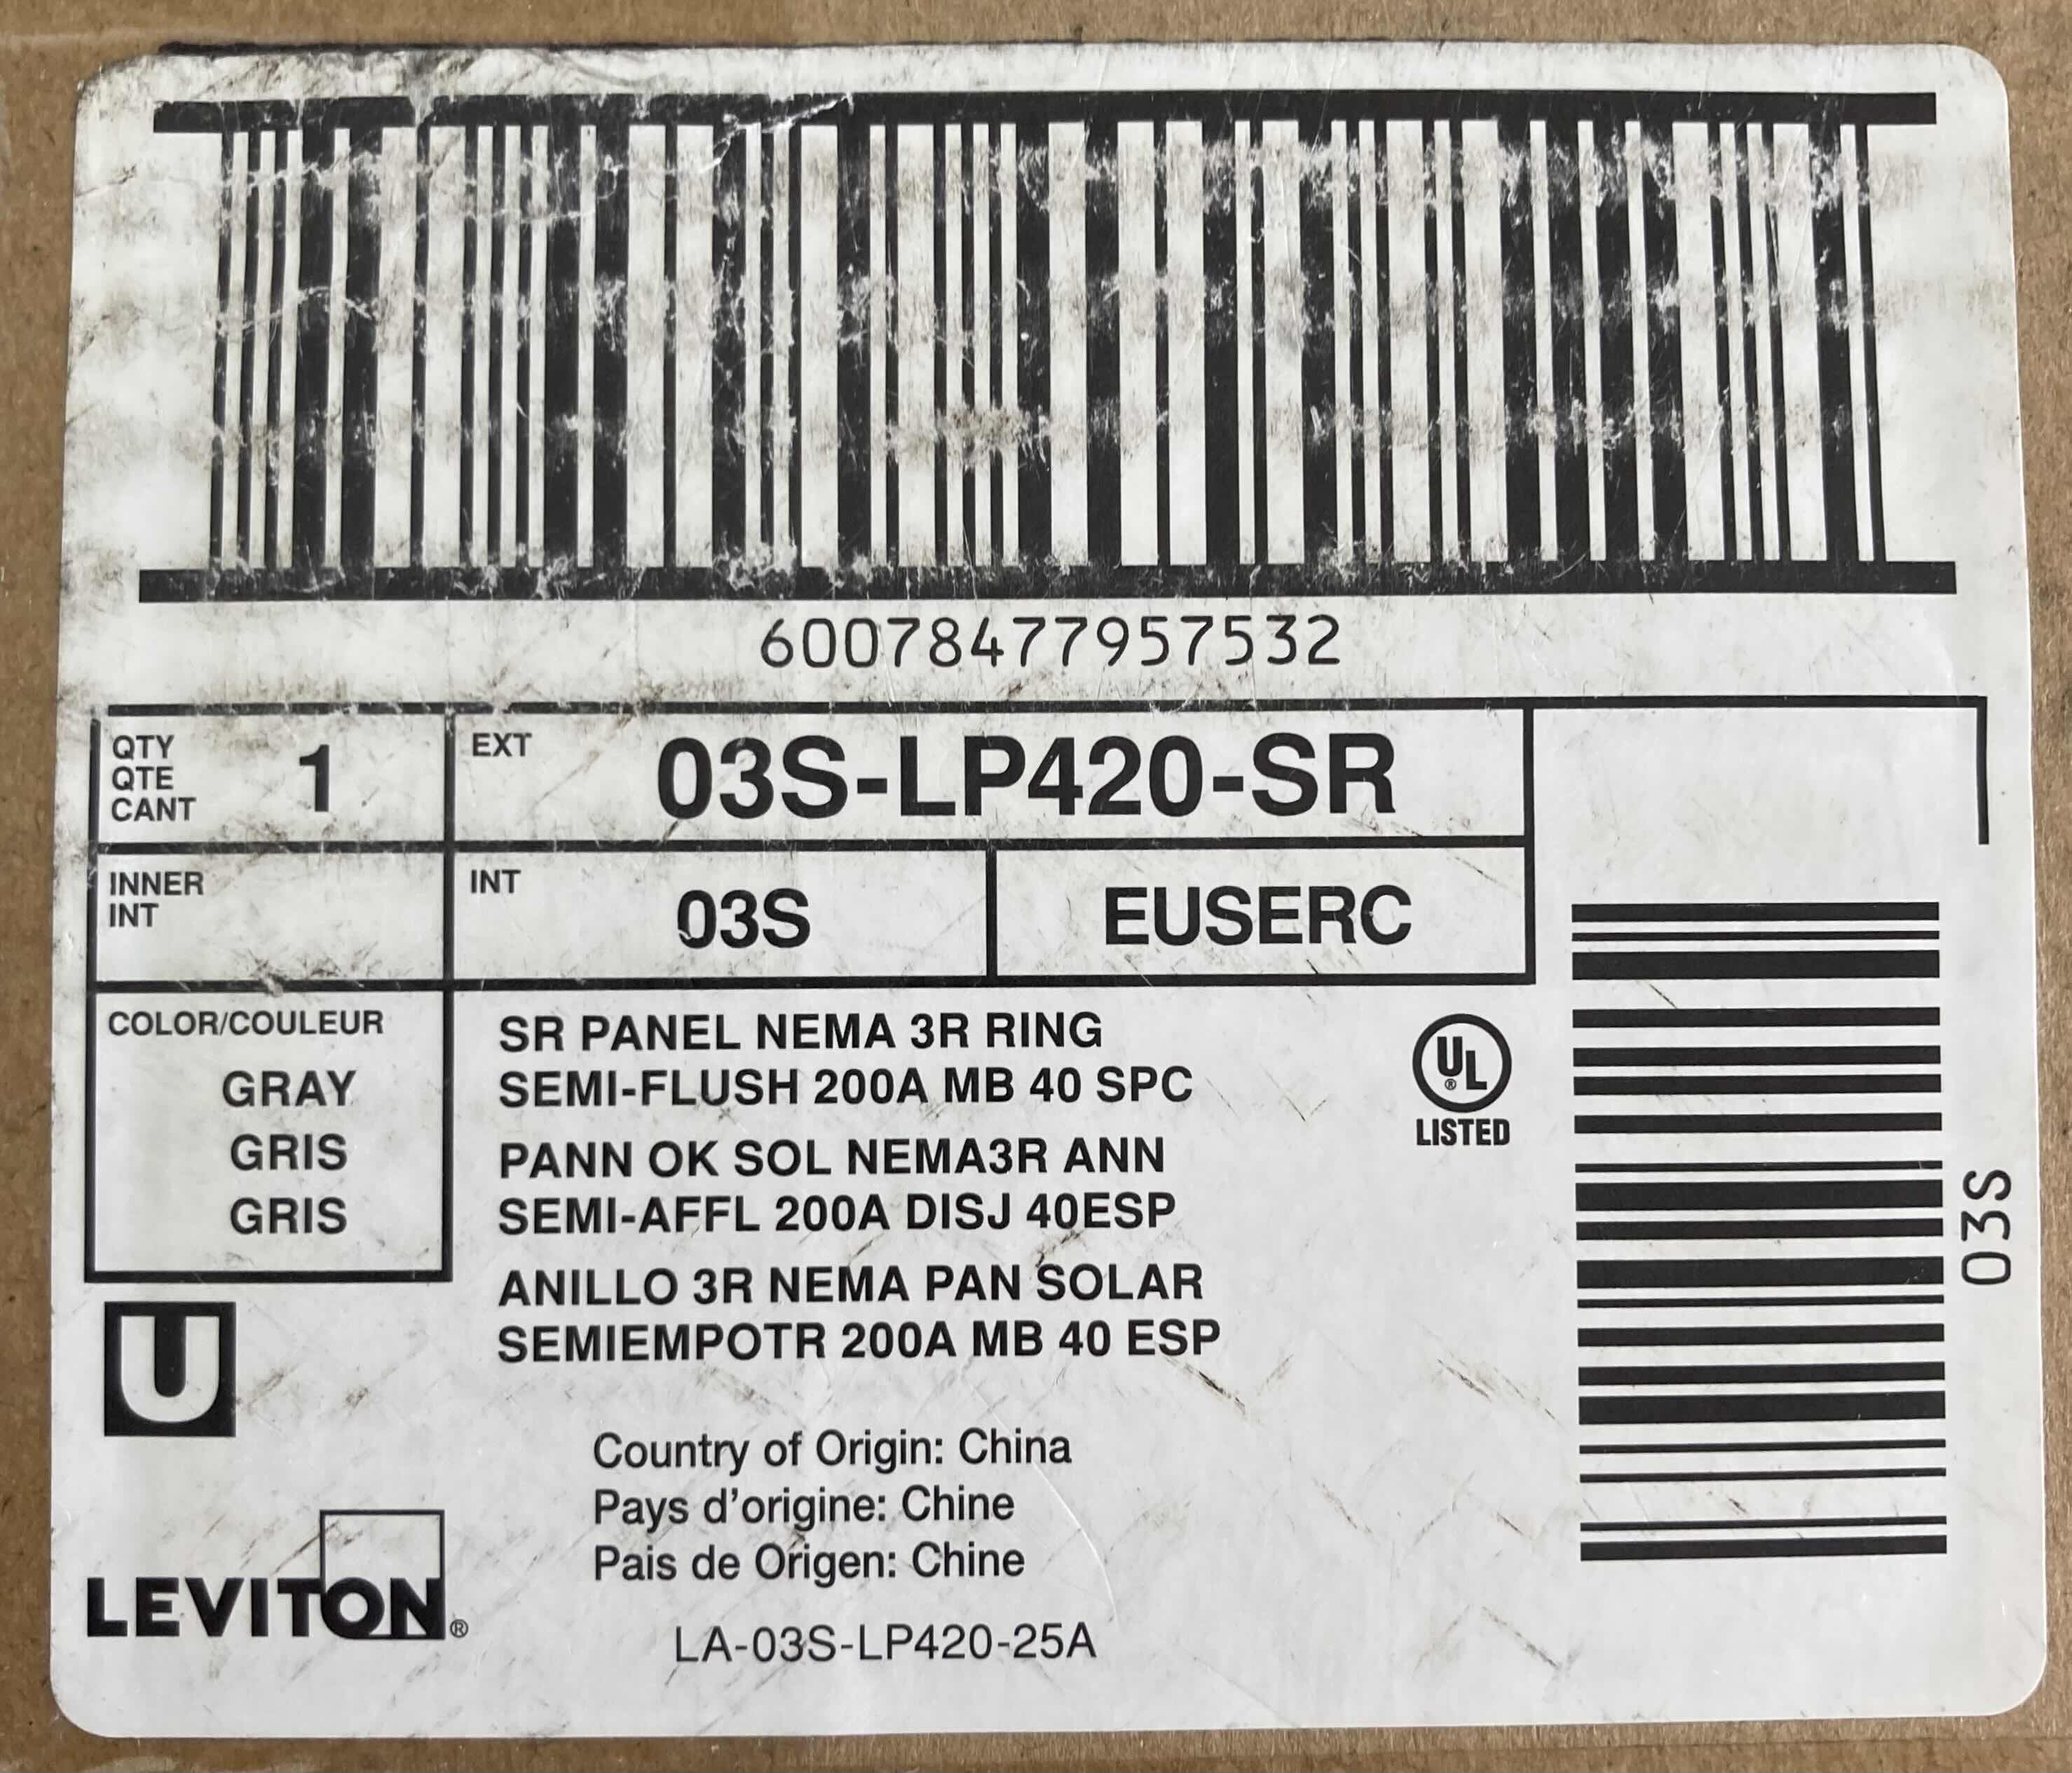 60078477957532
QTY
QTE
CANT
1
EXT
03S-LP420-SR
INNER
INT
INT
03S
EUSERC
COLOR/COULEUR
GRAY
GRIS
GRIS
SR PANEL NEMA 3R RING
SEMI-FLUSH 200A MB 40 SPC
PANN OK SOL NEMA3R ANN
SEMI-AFFL 200A DISJ 40ESP
ANILLO 3R NEMA PAN SOLAR
SEMIEMPOTR 200A MB 40 ESP
UL®
LISTED
03S
U
Country of Origin: China
Pays d'origine: Chine
Pais de Origen: Chine
LEVITON®
LA-03S-LP420-25A